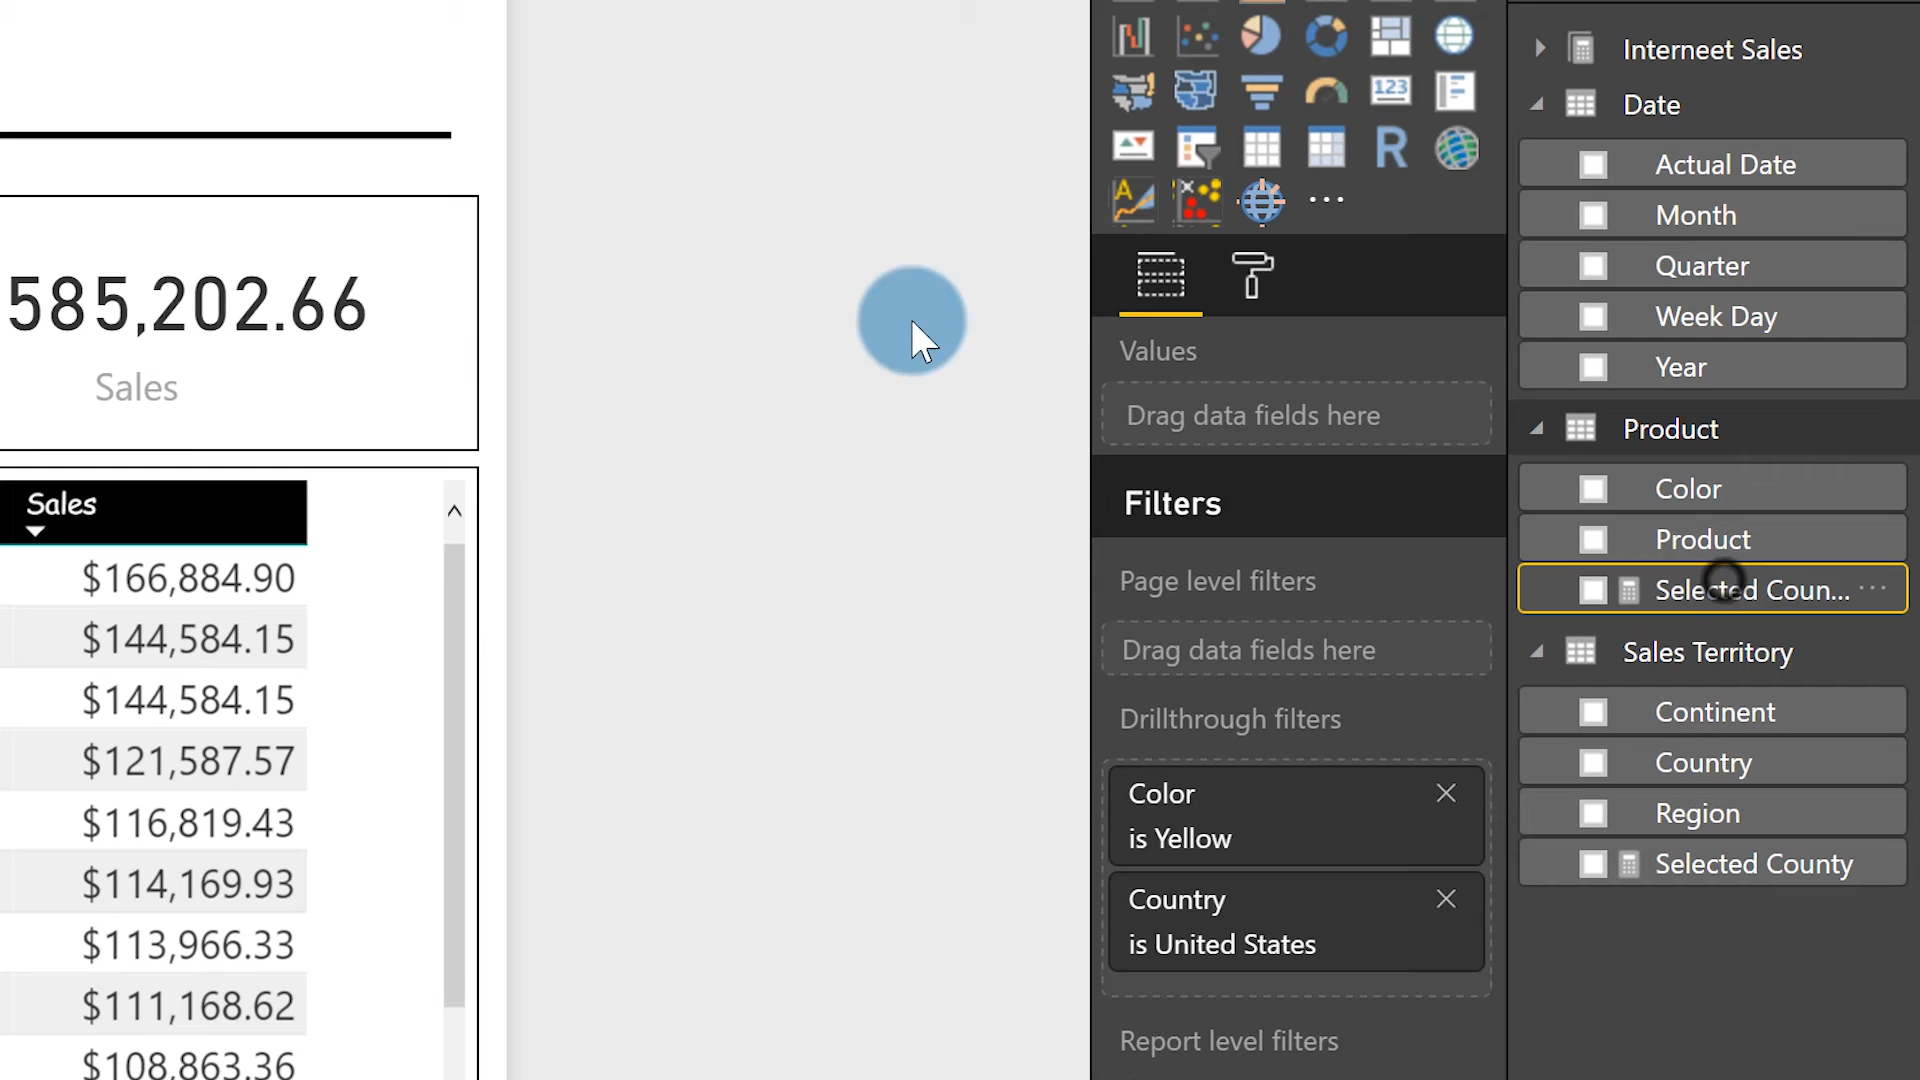 585,202.66
Sales
Sales
$166,884.90
$144,584.15
$144,584.15
$121,587.57
$116,819.43
$114,169.93
$113,966.33
$111,168.62
$108,863.36
123
R
A
Values
Drag data fields here
Filters
Page level filters
Drag data fields here
Drillthrough filters
Color
is Yellow
Country
is United States
Report level filters
Interneet Sales
Date
Actual Date
Month
Quarter
Week Day
Year
Product
Color
Product
Selected Coun...
Sales Territory
Continent
Country
Region
Selected County